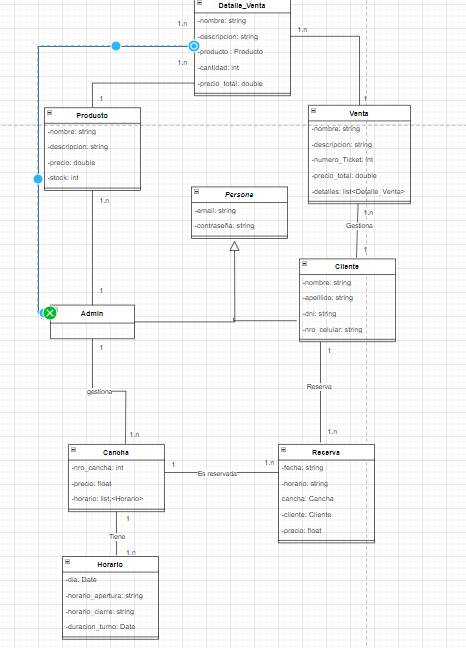 Detalle_Venta
1.n
-nombre: string
-descripcion: string
-producto : Producto
-cantidad: int
-precio_total: double
1.n
1.n
1
1
Producto
-nombre: string
-descripcion: string
-precio: double
-stock: int
Venta
-nombre: string
-descripcion: string
-numero_Ticket: Int
-precio_total: double
-detalles: list<Detalle_Venta>
1.n
1.n
Gestiona
1
Persona
-email: string
-contraseña: string
Cliente
-nombre: string
-apelllido: string
-dni: string
-nro_celular: string
1
Admin
1
1
gestiona
1.n
Reserva
1.n
Cancha
-nro_cancha: int
-precio: float
-horario: list;<Horario>
1
Es reservada
1.n
Reserva
-fecha: string
-horario: string
cancha: Cancha
-cliente: Cliente
-precio: float
1
Tiene
1.n
Horario
-dia: Date
-horario_apertura: string
-horario_cierre: string
-duracion_turno: Date